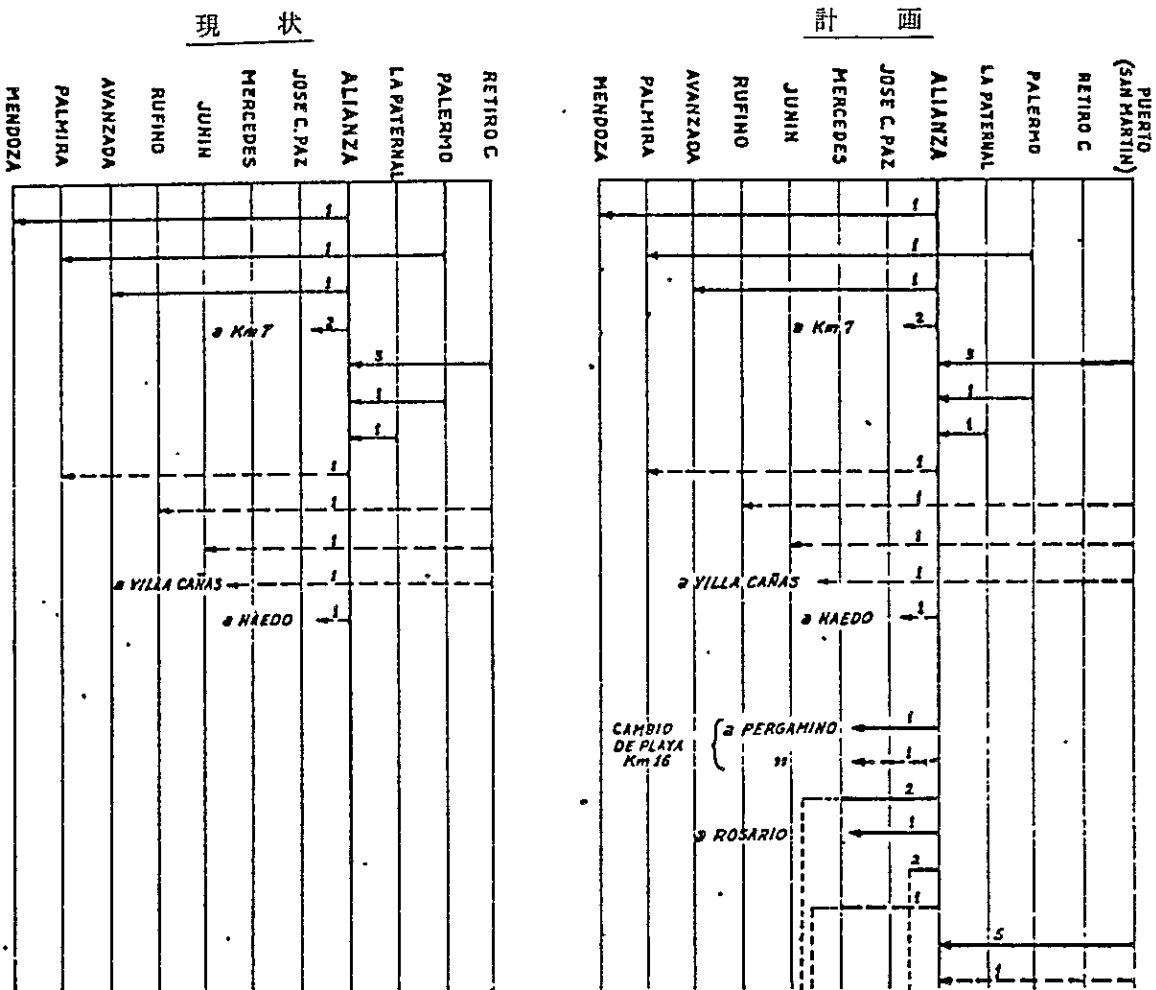 現 状
MENDOZA
PALMIRA
AVANZADA
RUFINO
JUNIN
MERCEDES
JOSE C. PAZ
ALIANZA
LA PATERNAL
PALERMO
RETIRO C
1
1
1
a Km 7
2
3
1
1
1
1
1
a VILLA CAÑAS
1
a HAEDO
1
計 画
MENDOZA
PALMIRA
AVANZADA
RUFINO
JUNIN
MERCEDES
JOSE C. PAZ
ALIANZA
LA PATERNAL
PALERMO
RETIRO C
PUERTO
(SAN MARTIN)
1
1
1
a Km 7
2
3
1
1
1
1
1
a VILLA CAÑAS
1
a HAEDO
1
CAMBIO
DE PLAYA
Km 16
a PERGAMINO
1
"
1
2
a ROSARIO
1
2
1
5
1